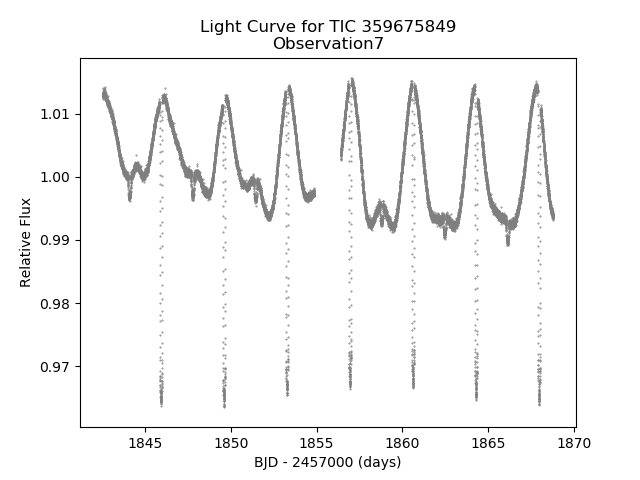 Light Curve for TIC 359675849
Observation7
1.01
1.00
0.99
0.98
0.97
Relative Flux
1845
1850
1855
1860
1865
1870
BJD - 2457000 (days)